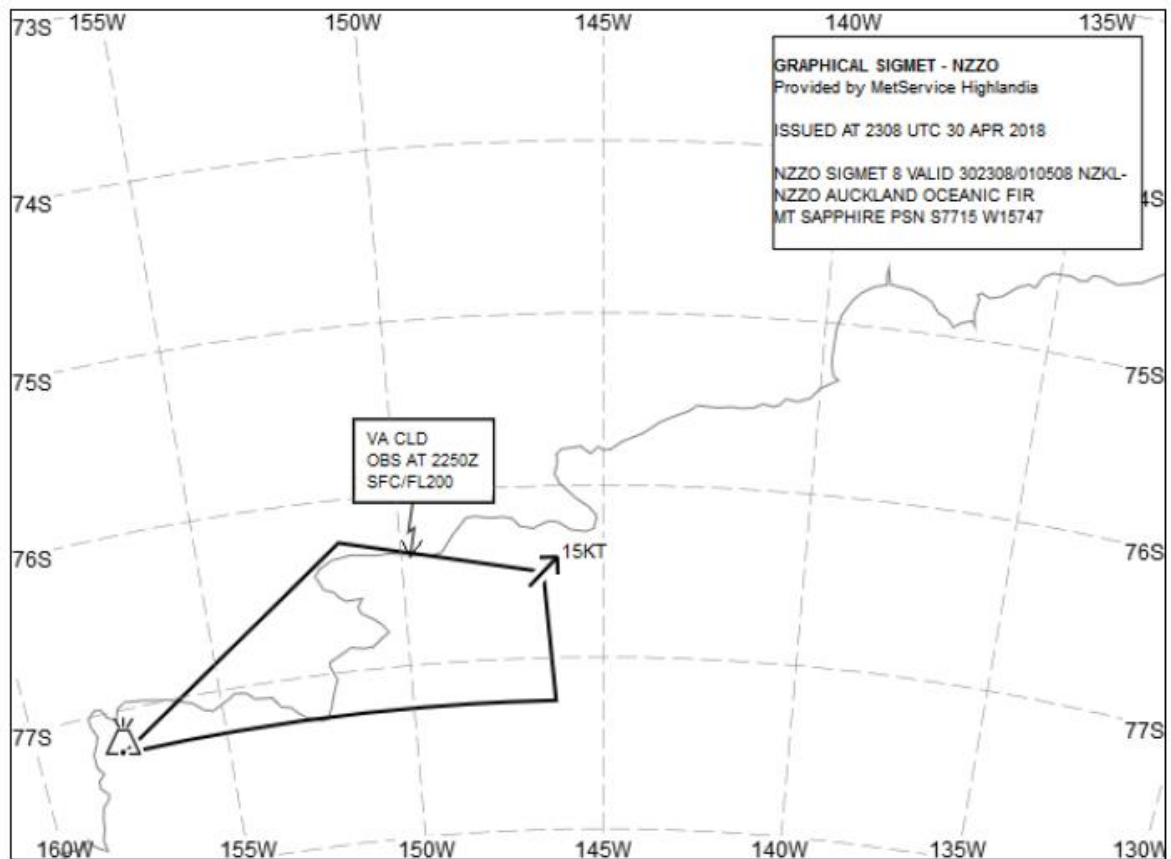 73S 155W 150W 145W 140W 135W
GRAPHICAL SIGMET - NZZO
Provided by MetService Highlandia
ISSUED AT 2308 UTC 30 APR 2018
NZZO SIGMET 8 VALID 302308/010508 NZKL-
NZZO AUCKLAND OCEANIC FIR
MT SAPPHIRE PSN S7715 W15747
74S 4S
75S 75S
VA CLD
OBS AT 2250Z
SFC/FL200
76S 15KT 76S
77S 77S
160W 155W 150W 145W 140W 135W 130W